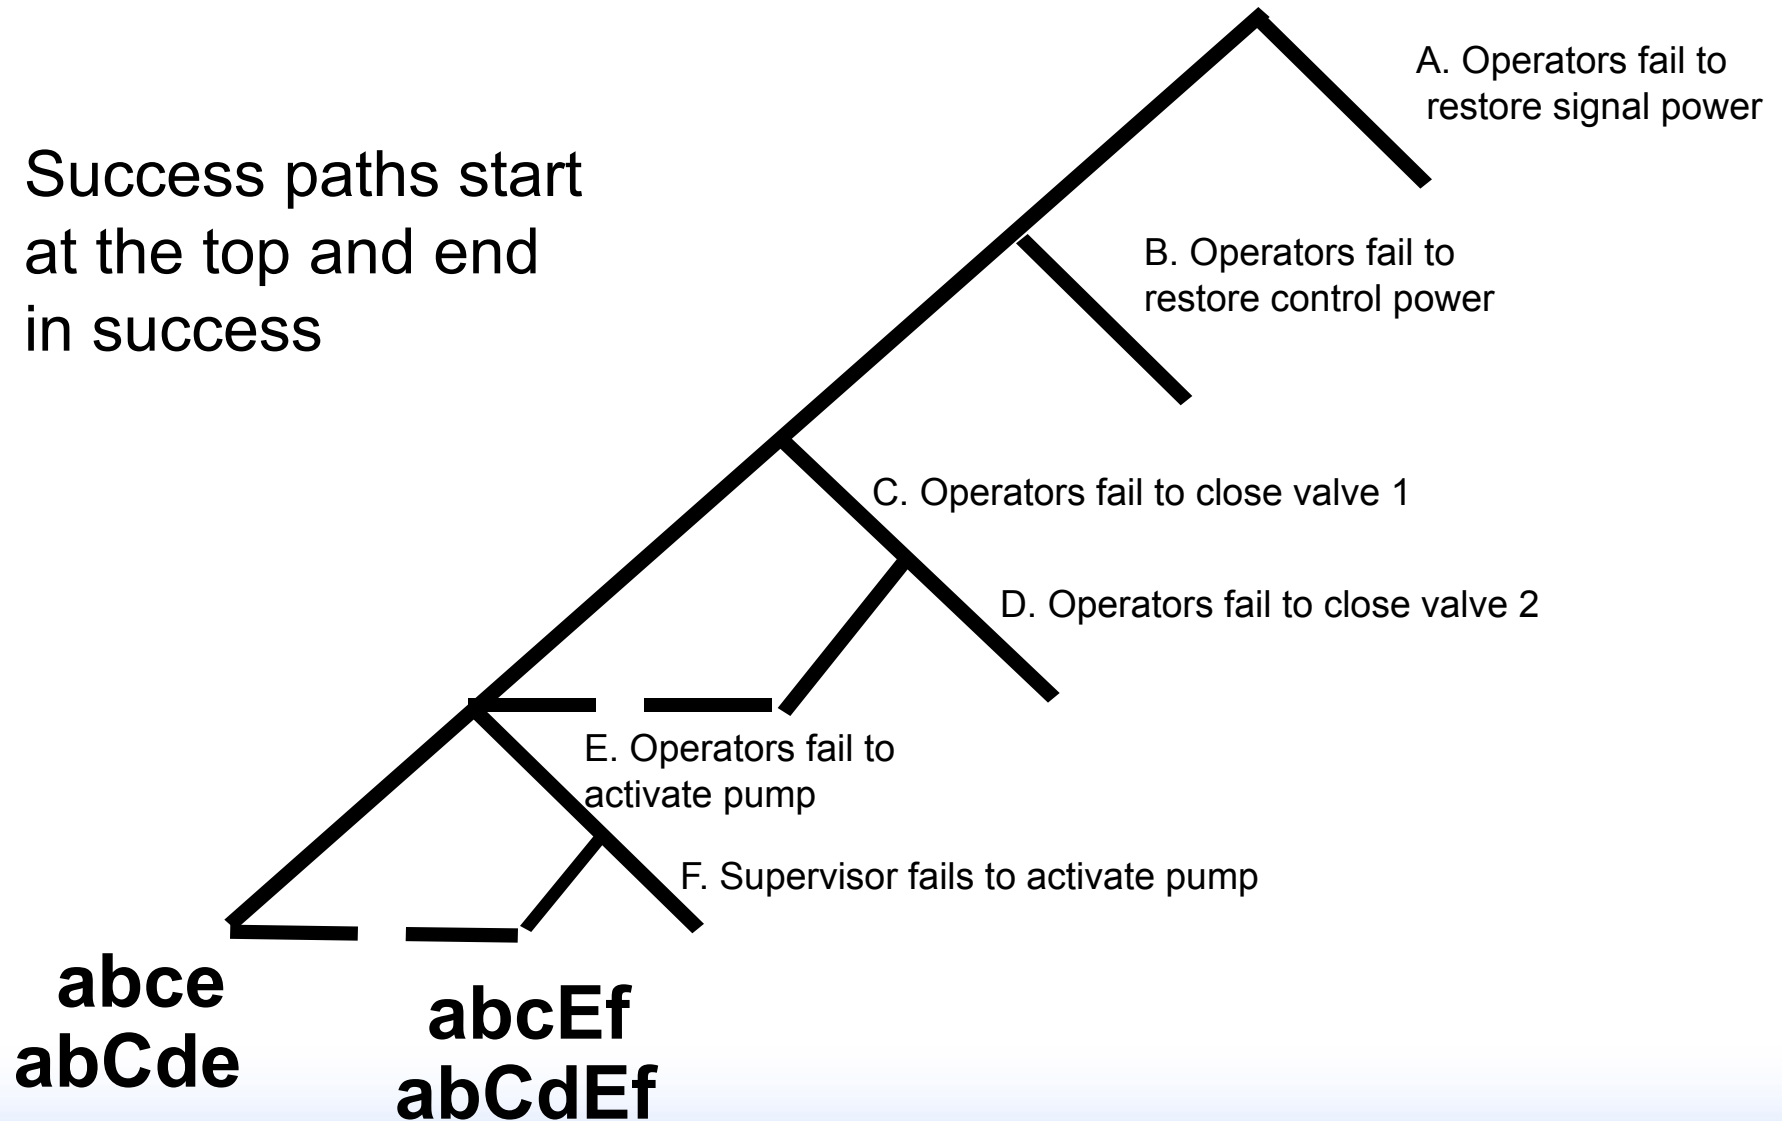 Success paths start
at the top and end
in success
A. Operators fail to
restore signal power
B. Operators fail to
restore control power
C. Operators fail to close valve 1
D. Operators fail to close valve 2
E. Operators fail to
activate pump
F. Supervisor fails to activate pump
abce
abCde
abcEf
abCdEf